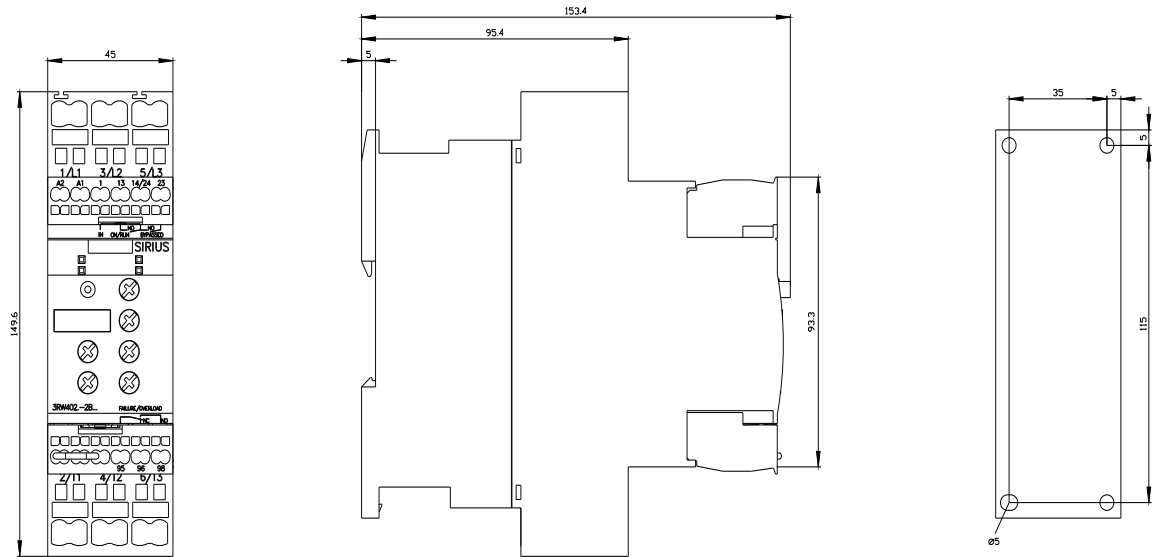 153.4
95.4
45
5
35
5
5
1/L1 3/L2 5/L3
A2 A1 1 13 14/24 23
NO NO
IN ON/RUN BYPASSED
SIRIUS
149.6
93.3
115
3RW402.-2B... FAILURE/OVERLOAD
NC NO
95 96 98
2/T1 4/T2 6/T3
ø5